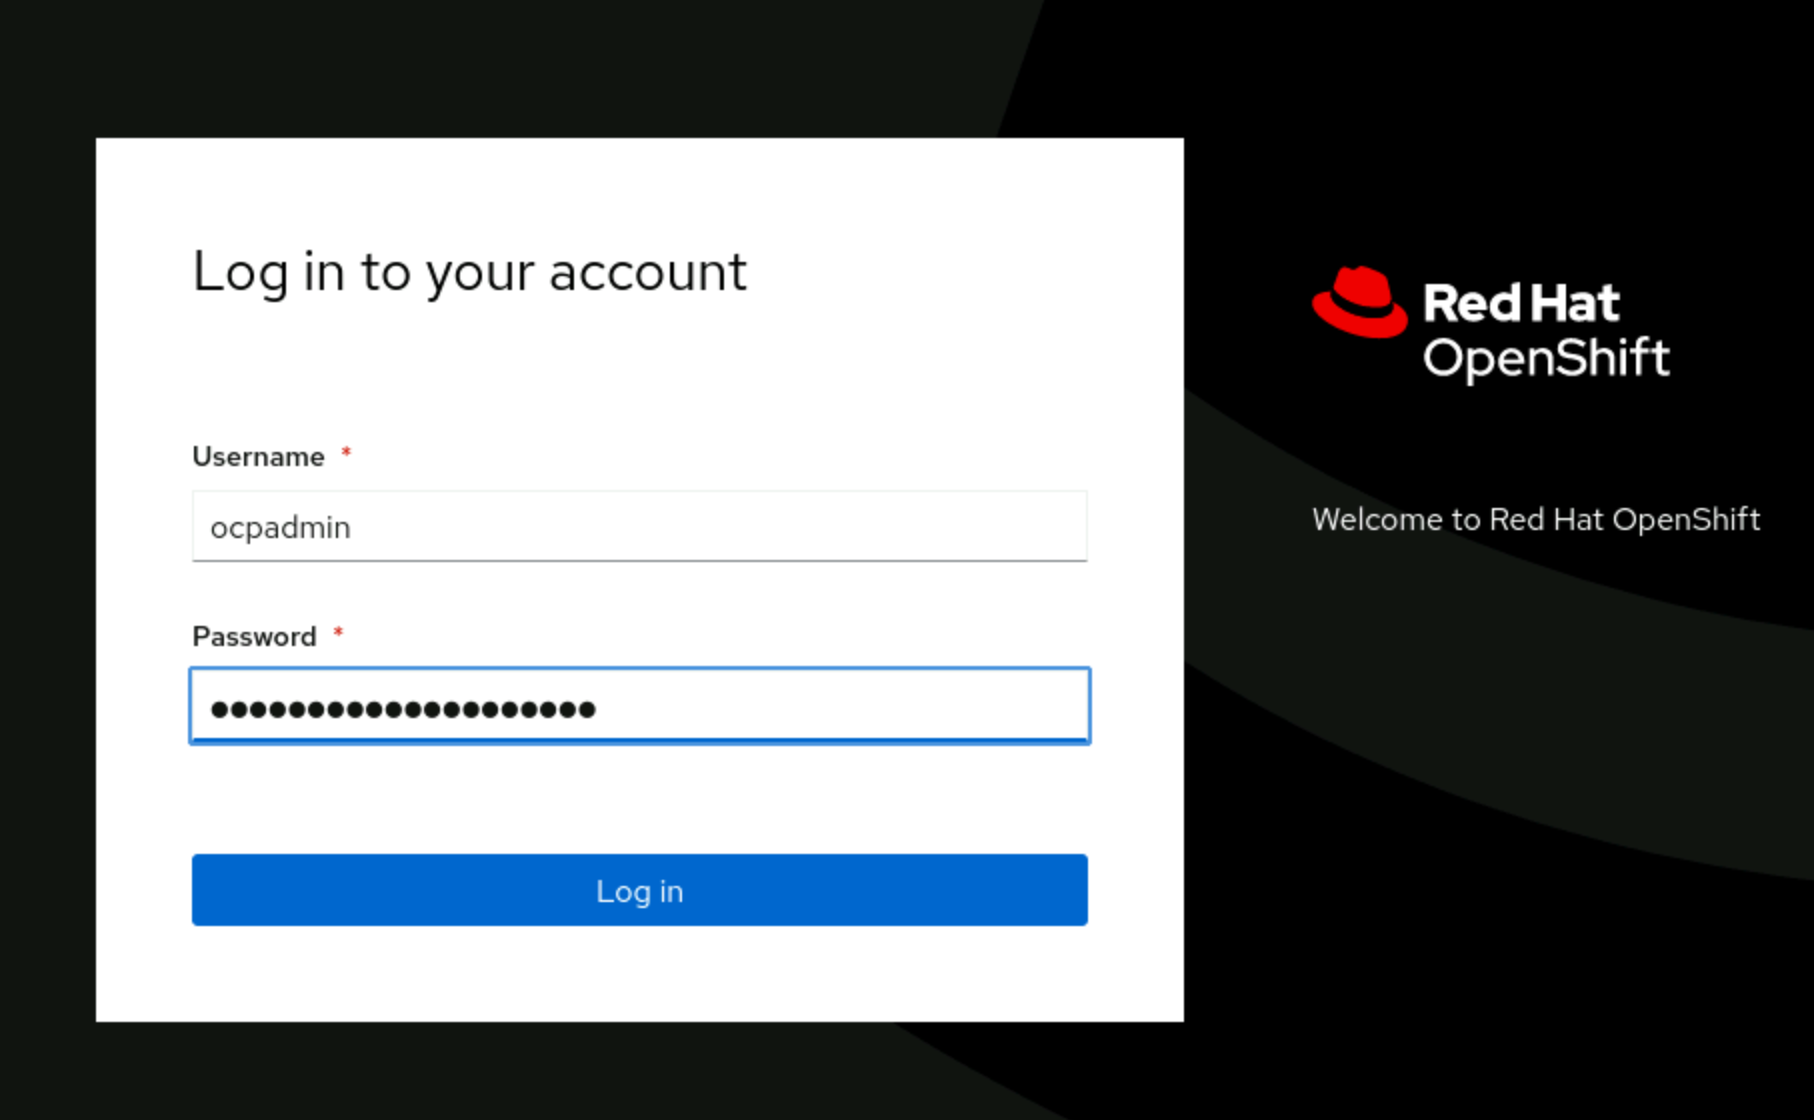 Log in to your account
Username *
ocpadmin
Password *
●●●●●●●●●●●●●●●●●●●●
Log in
Red Hat
OpenShift
Welcome to Red Hat OpenShift